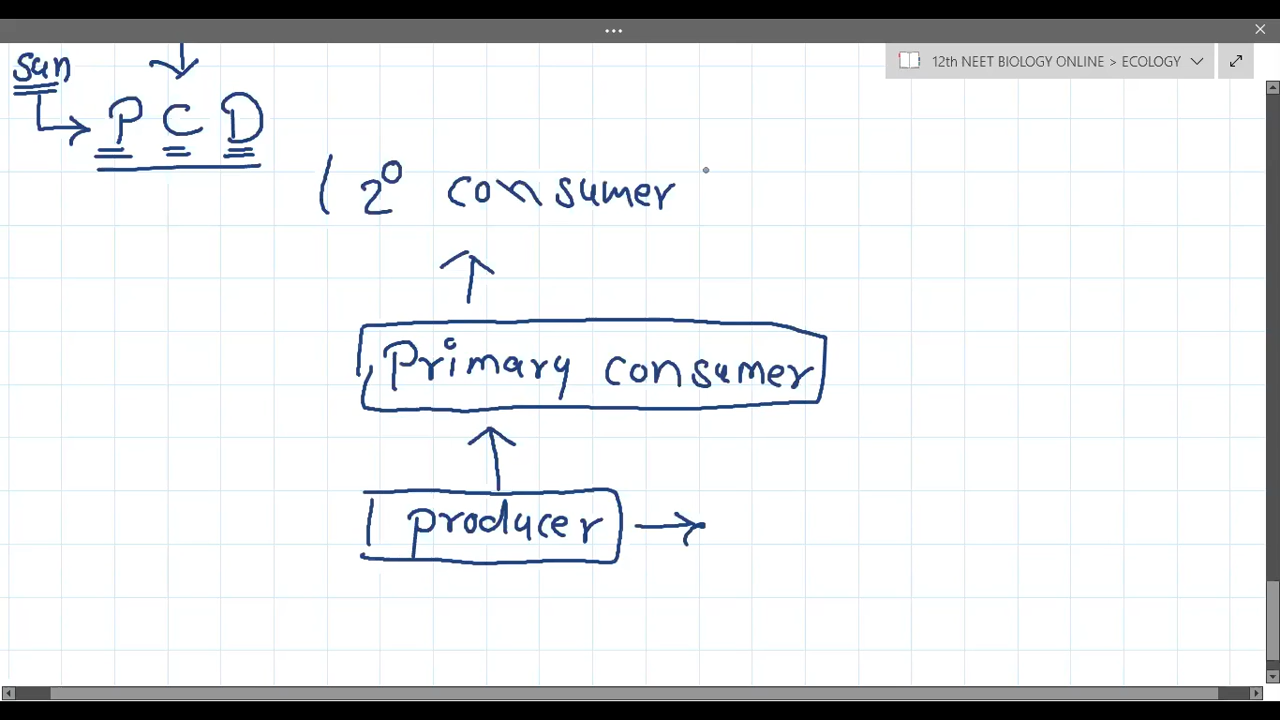 ...
12th NEET BIOLOGY ONLINE > ECOLOGY
sun
P C D
2° consumer
Primary consumer
producer